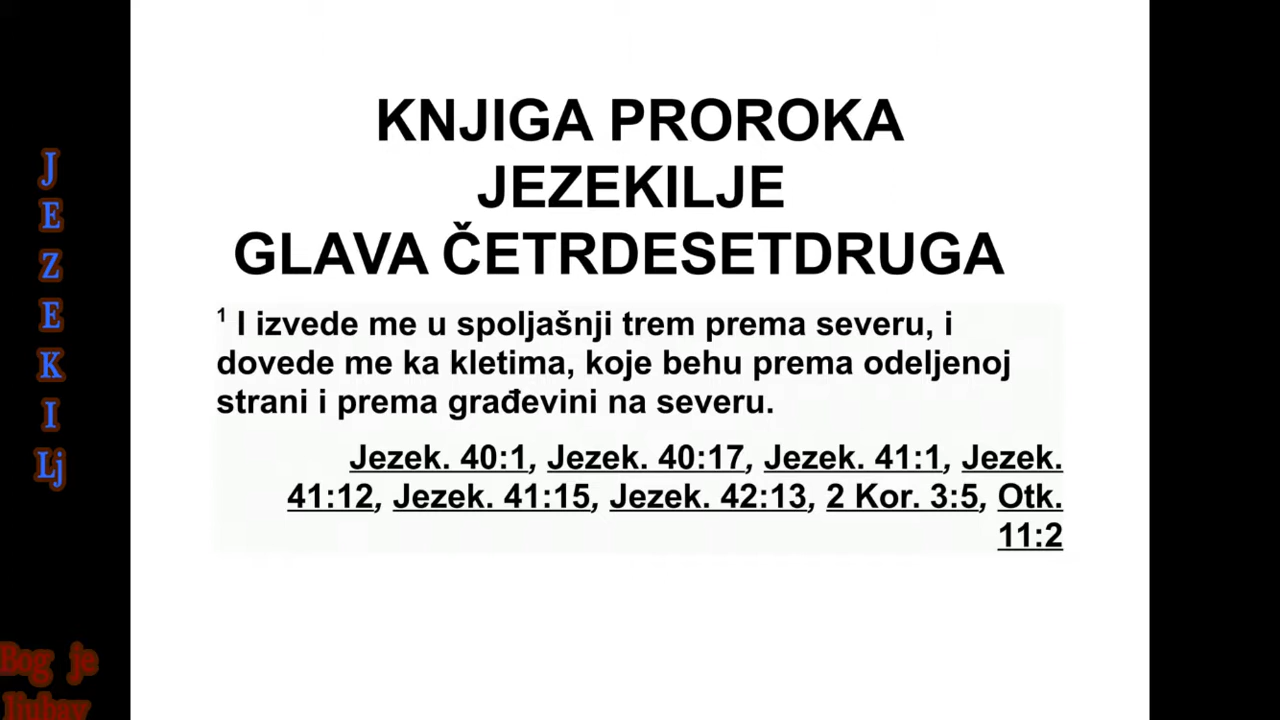 J
E
Z
E
K
I
Lj
Bog je
ljubav
KNJIGA PROROKA
JEZEKILJE
GLAVA ČETRDESETDRUGA
1 I izvede me u spoljašnji trem prema severu, i
dovede me ka kletima, koje behu prema odeljenoj
strani i prema građevini na severu.
Jezek. 40:1, Jezek. 40:17, Jezek. 41:1, Jezek.
41:12, Jezek. 41:15, Jezek. 42:13, 2 Kor. 3:5, Otk.
11:2